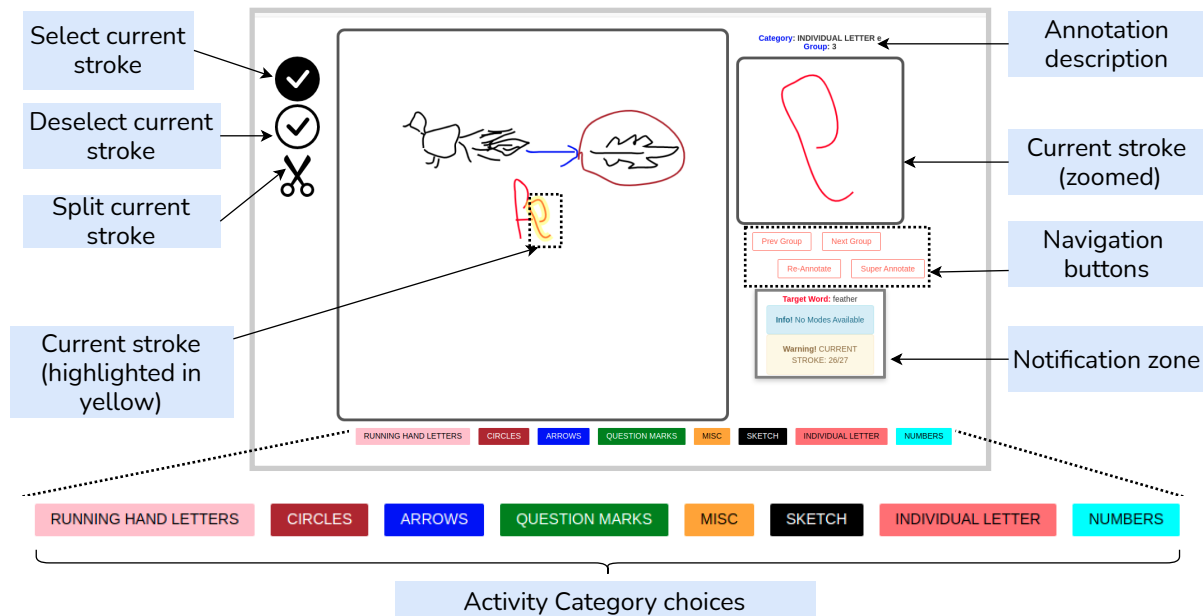 Select current
stroke
Deselect current
stroke
Split current
stroke
Current stroke
(highlighted in
yellow)
Category: INDIVIDUAL LETTER e
Group: 3
Annotation
description
Current stroke
(zoomed)
Prev Group
Next Group
Re-Annotate
Super Annotate
Navigation
buttons
Target Word: feather
Info! No Modes Available
Warning! CURRENT
STROKE: 26/27
Notification zone
RUNNING HAND LETTERS CIRCLES ARROWS QUESTION MARKS MISC SKETCH INDIVIDUAL LETTER NUMBERS
RUNNING HAND LETTERS CIRCLES ARROWS QUESTION MARKS MISC SKETCH INDIVIDUAL LETTER NUMBERS
Activity Category choices